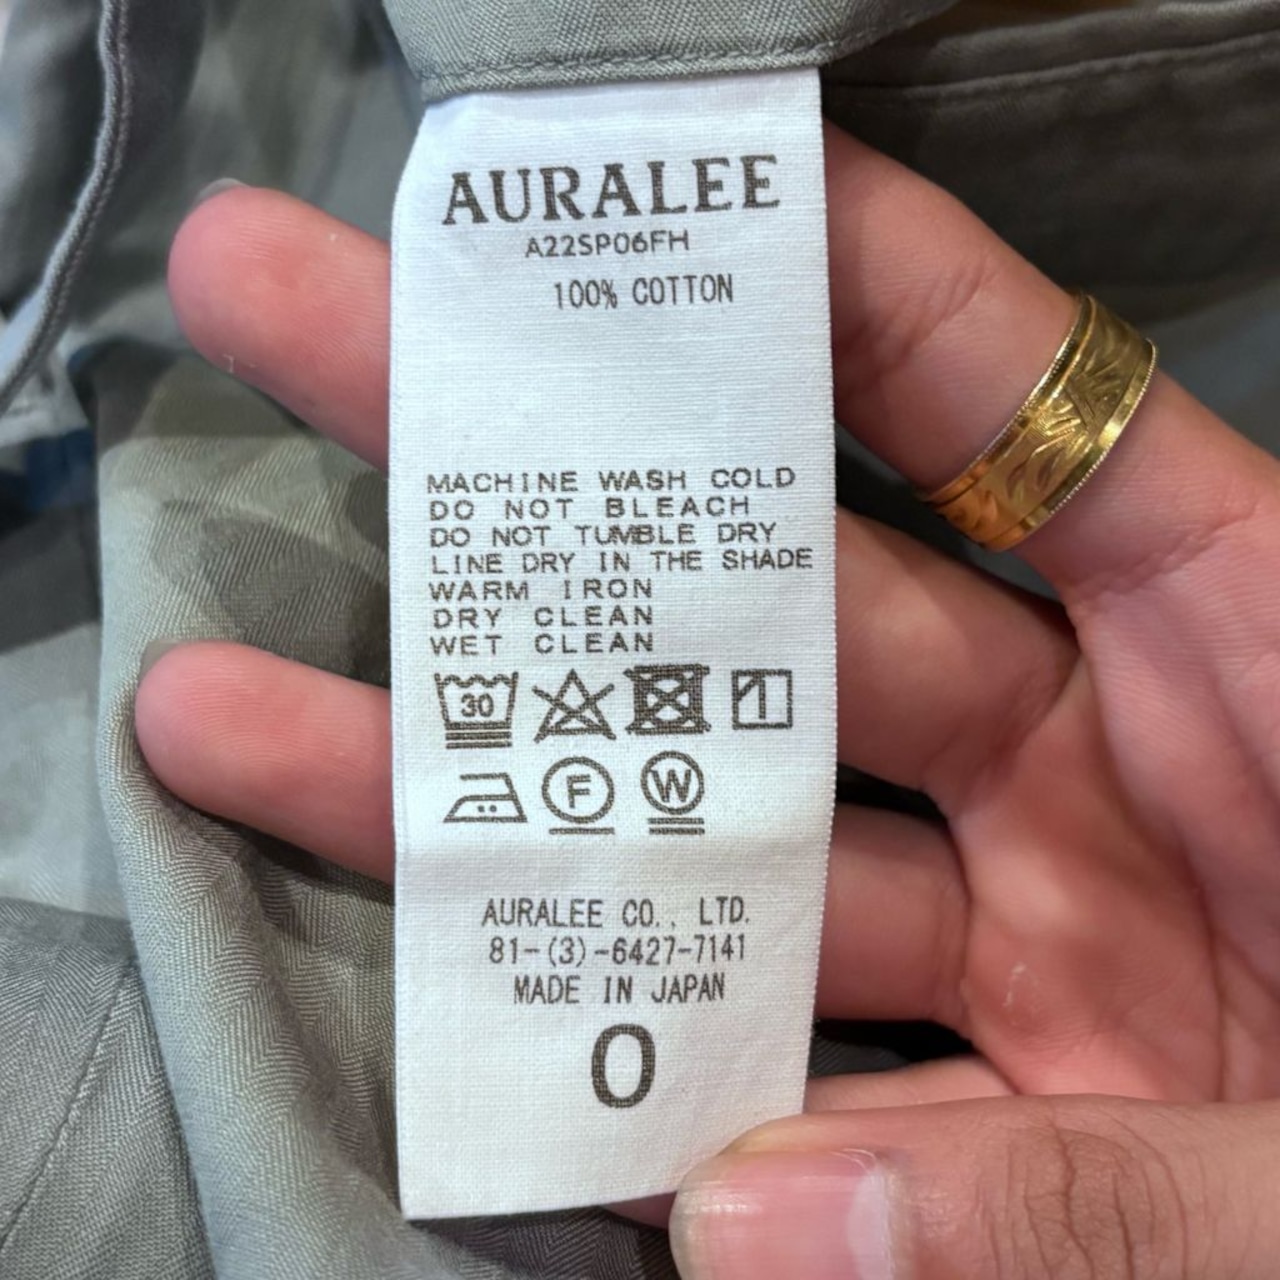 AURALEE
A22SP06FH
100% COTTON
MACHINE WASH COLD
DO NOT BLEACH
DO NOT TUMBLE DRY
LINE DRY IN THE SHADE
WARM IRON
DRY CLEAN
WET CLEAN
30
F W
AURALEE CO., LTD.
81-(3)-6427-7141
MADE IN JAPAN
0